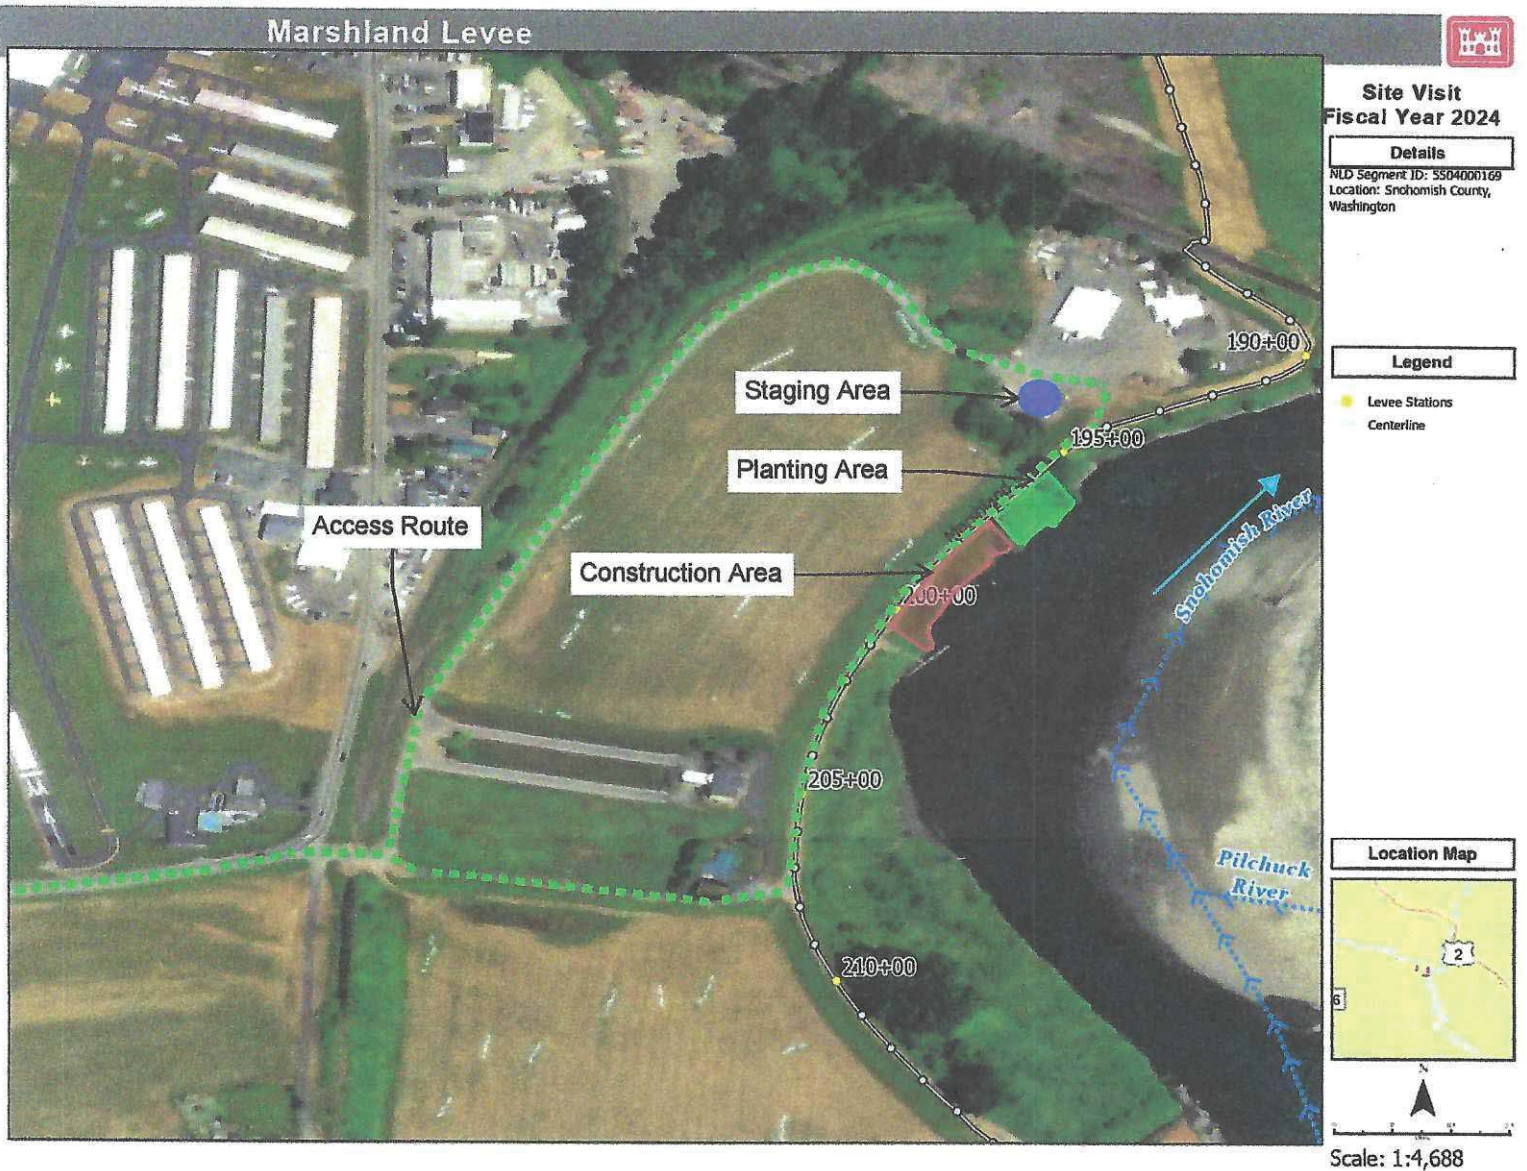 Marshland Levee
Site Visit
Fiscal Year 2024
Details
NLD Segment ID: 5504000169
Location: Snohomish County,
Washington
190+00
Legend
Staging Area
Levee Stations
Centerline
195+00
Planting Area
Access Route
Construction Area
200+00
Snohomish River
205+00
Pilchuck
River
Location Map
210+00
2
6
N
Scale: 1:4,688